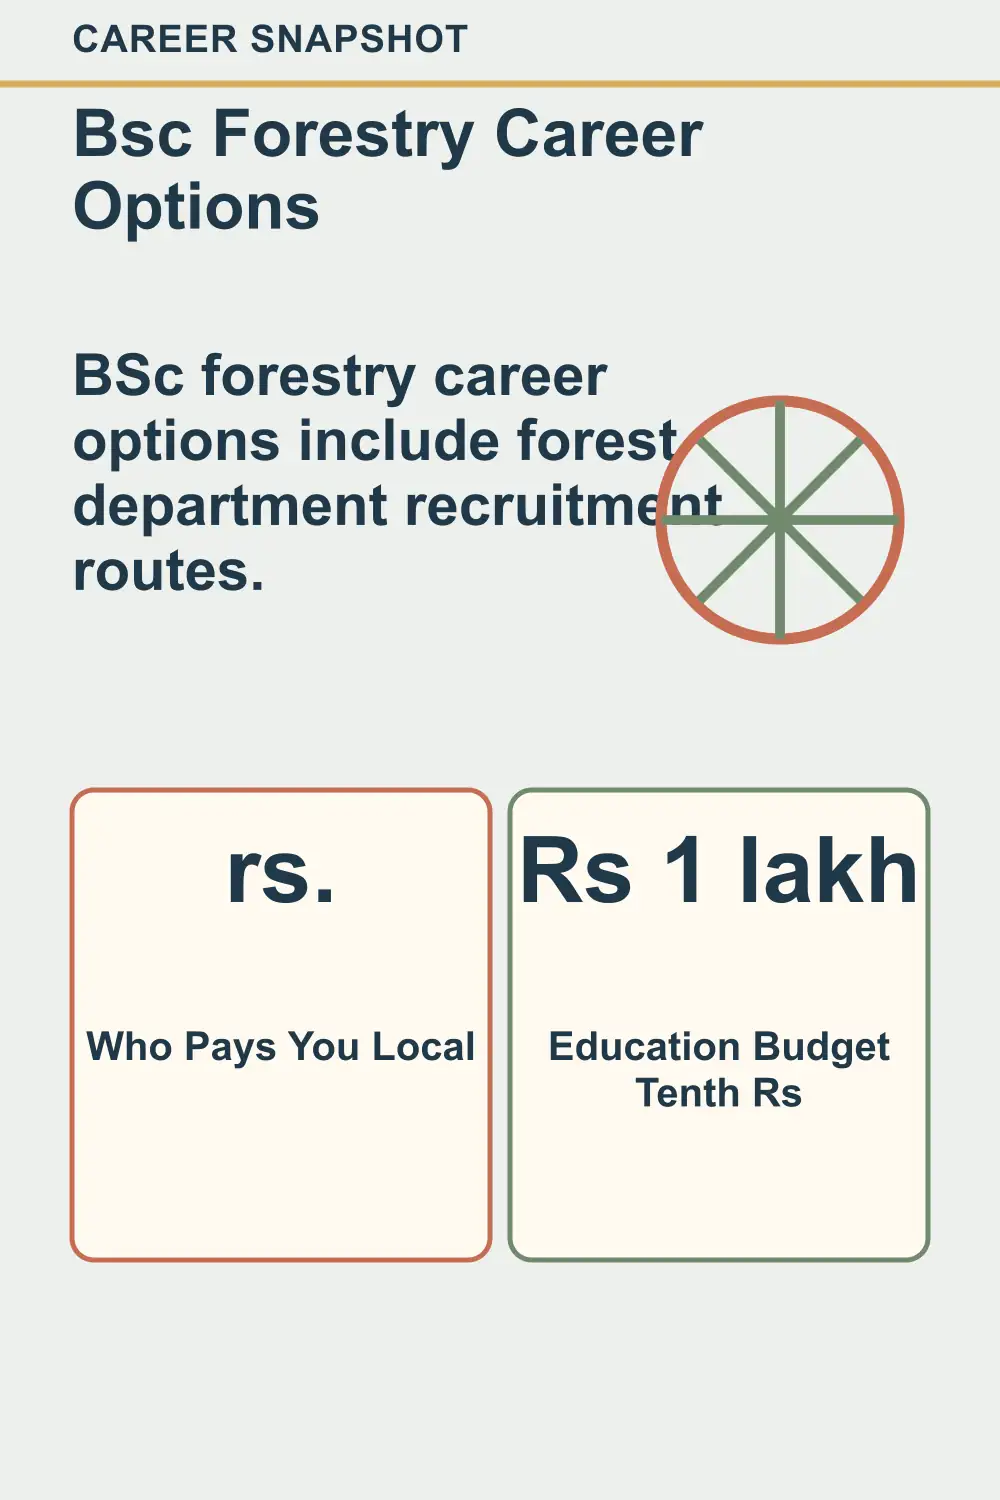 CAREER SNAPSHOT
Bsc Forestry Career
Options
BSc forestry career
options include forest
department recruitment
routes.
rs.
Who Pays You Local
Rs 1 lakh
Education Budget
Tenth Rs